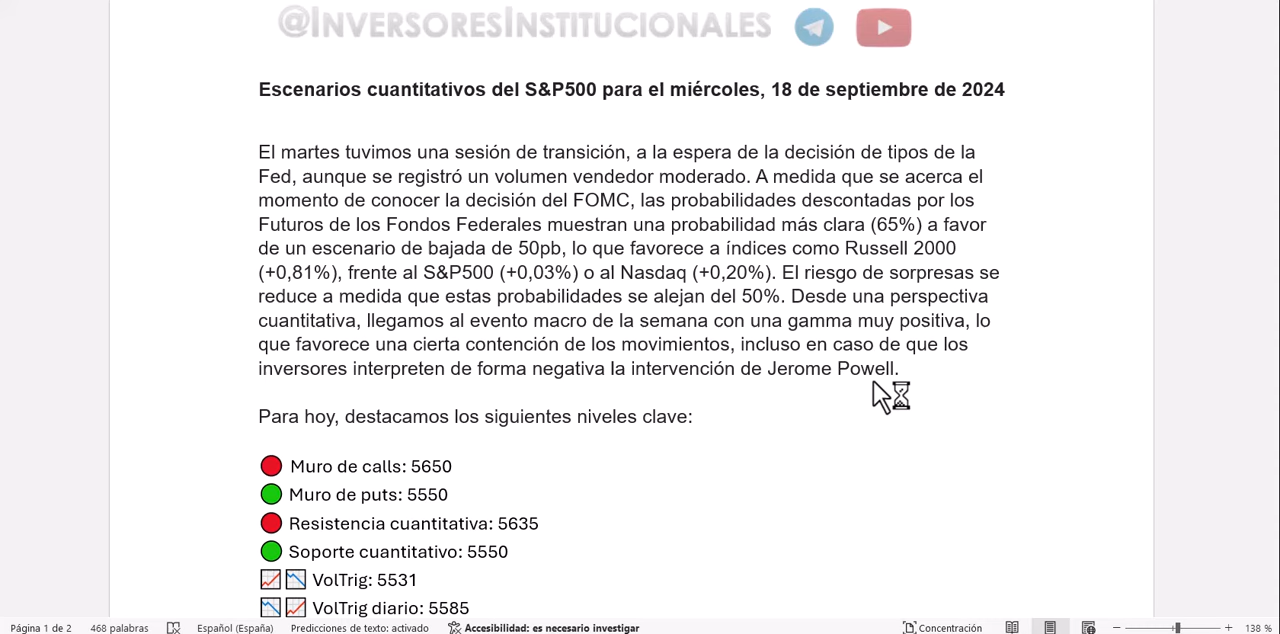 @InversoresInstitucionales
Escenarios cuantitativos del S&P500 para el miércoles, 18 de septiembre de 2024
El martes tuvimos una sesión de transición, a la espera de la decisión de tipos de la
Fed, aunque se registró un volumen vendedor moderado. A medida que se acerca el
momento de conocer la decisión del FOMC, las probabilidades descontadas por los
Futuros de los Fondos Federales muestran una probabilidad más clara (65%) a favor
de un escenario de bajada de 50pb, lo que favorece a índices como Russell 2000
(+0,81%), frente al S&P500 (+0,03%) o al Nasdaq (+0,20%). El riesgo de sorpresas se
reduce a medida que estas probabilidades se alejan del 50%. Desde una perspectiva
cuantitativa, llegamos al evento macro de la semana con una gamma muy positiva, lo
que favorece una cierta contención de los movimientos, incluso en caso de que los
inversores interpreten de forma negativa la intervención de Jerome Powell.
Para hoy, destacamos los siguientes niveles clave:
Muro de calls: 5650
Muro de puts: 5550
Resistencia cuantitativa: 5635
Soporte cuantitativo: 5550
VolTrig: 5531
VolTrig diario: 5585
Página 1 de 2 468 palabras Español (España) Predicciones de texto: activado Accesibilidad: es necesario investigar Concentración 138 %